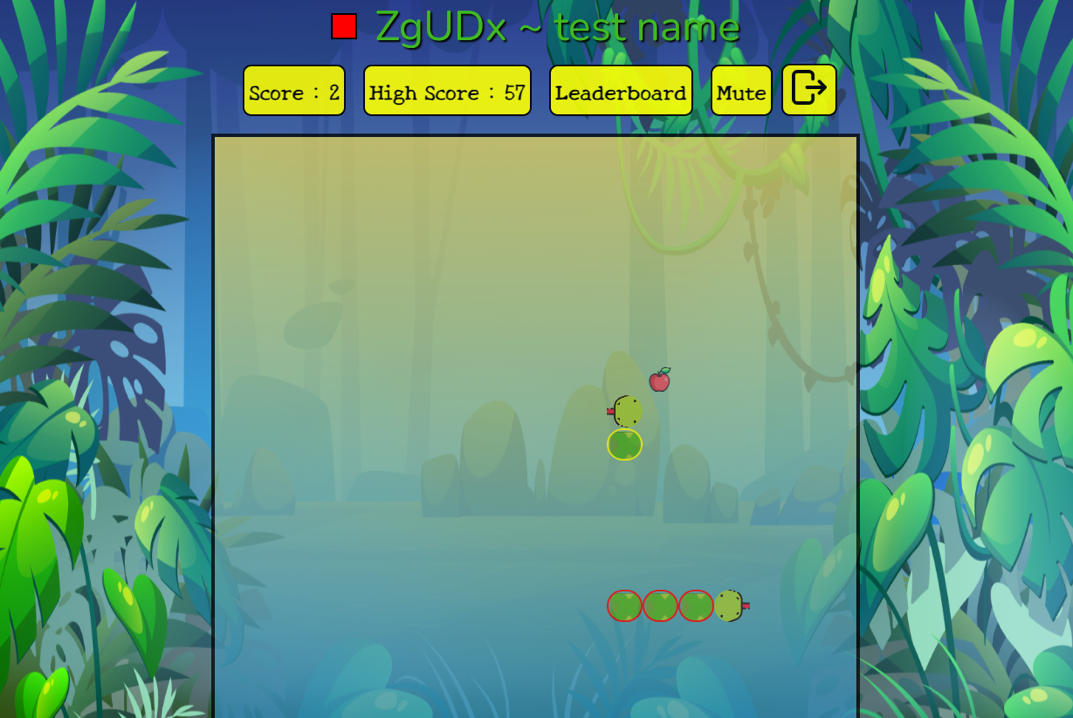 ZgUDx ~ test name
Score : 2 High Score : 57 Leaderboard Mute